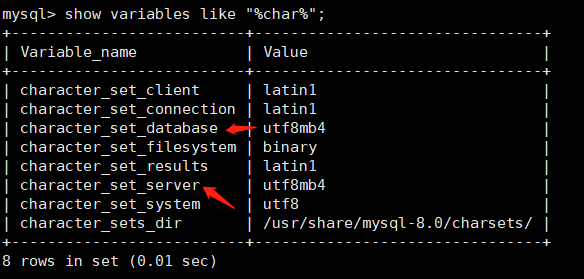 mysql> show variables like "%char%";
+--------------------------+--------------------------------+
| Variable_name | Value |
+--------------------------+--------------------------------+
| character_set_client | latin1 |
| character_set_connection | latin1 |
| character_set_database | utf8mb4 |
| character_set_filesystem | binary |
| character_set_results | latin1 |
| character_set_server | utf8mb4 |
| character_set_system | utf8 |
| character_sets_dir | /usr/share/mysql-8.0/charsets/ |
+--------------------------+--------------------------------+
8 rows in set (0.01 sec)